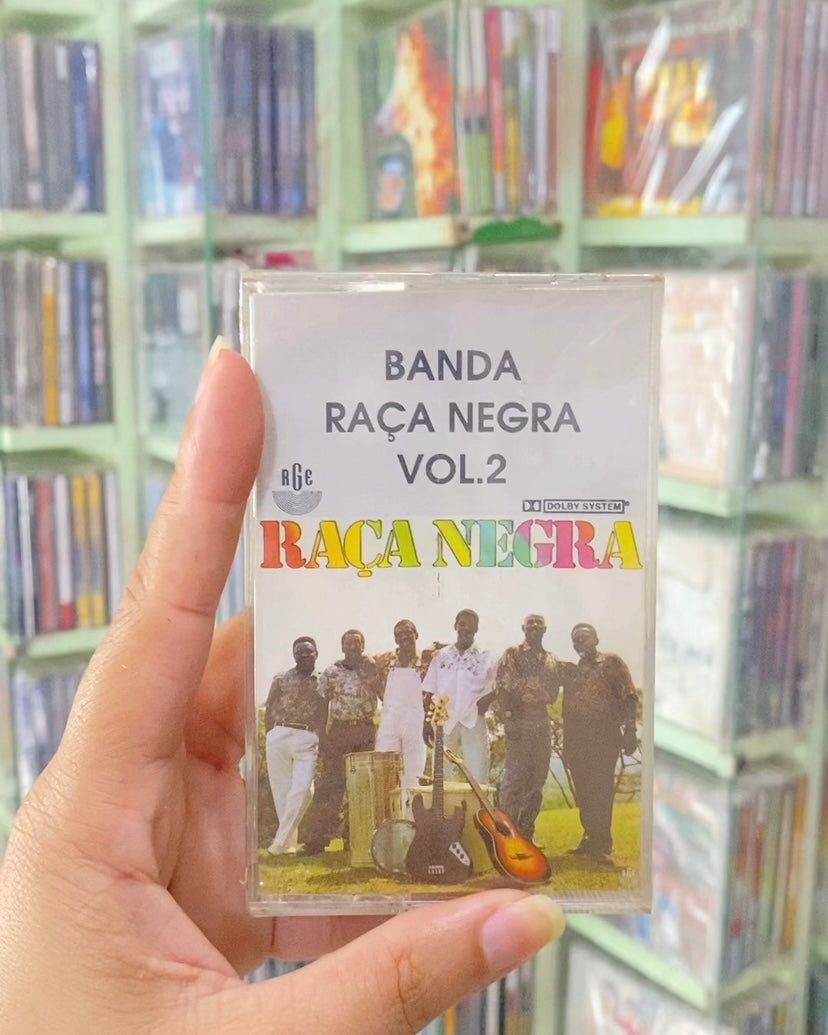 BANDA
RAÇA NEGRA
VOL.2
RGE
DOLBY SYSTEM
RAÇA NEGRA